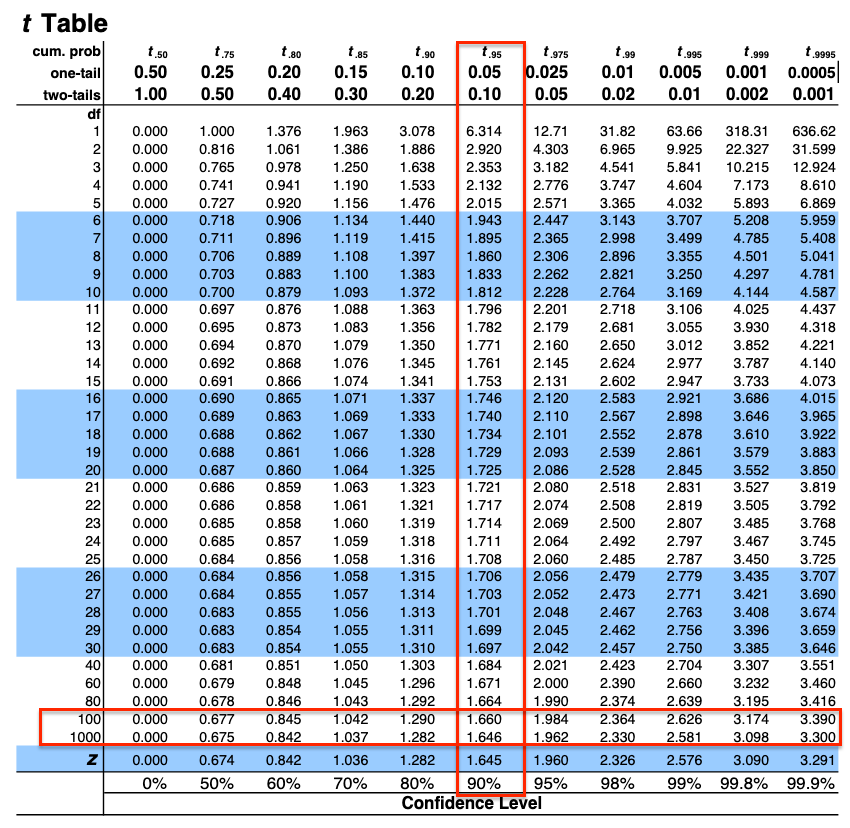 t Table
cum. prob t .50 t .75 t .80 t .85 t .90 t .95 t .975 t .99 t .995 t .999 t .9995
one-tail 0.50 0.25 0.20 0.15 0.10 0.05 0.025 0.01 0.005 0.001 0.0005
two-tails 1.00 0.50 0.40 0.30 0.20 0.10 0.05 0.02 0.01 0.002 0.001
df
1 0.000 1.000 1.376 1.963 3.078 6.314 12.71 31.82 63.66 318.31 636.62
2 0.000 0.816 1.061 1.386 1.886 2.920 4.303 6.965 9.925 22.327 31.599
3 0.000 0.765 0.978 1.250 1.638 2.353 3.182 4.541 5.841 10.215 12.924
4 0.000 0.741 0.941 1.190 1.533 2.132 2.776 3.747 4.604 7.173 8.610
5 0.000 0.727 0.920 1.156 1.476 2.015 2.571 3.365 4.032 5.893 6.869
6 0.000 0.718 0.906 1.134 1.440 1.943 2.447 3.143 3.707 5.208 5.959
7 0.000 0.711 0.896 1.119 1.415 1.895 2.365 2.998 3.499 4.785 5.408
8 0.000 0.706 0.889 1.108 1.397 1.860 2.306 2.896 3.355 4.501 5.041
9 0.000 0.703 0.883 1.100 1.383 1.833 2.262 2.821 3.250 4.297 4.781
10 0.000 0.700 0.879 1.093 1.372 1.812 2.228 2.764 3.169 4.144 4.587
11 0.000 0.697 0.876 1.088 1.363 1.796 2.201 2.718 3.106 4.025 4.437
12 0.000 0.695 0.873 1.083 1.356 1.782 2.179 2.681 3.055 3.930 4.318
13 0.000 0.694 0.870 1.079 1.350 1.771 2.160 2.650 3.012 3.852 4.221
14 0.000 0.692 0.868 1.076 1.345 1.761 2.145 2.624 2.977 3.787 4.140
15 0.000 0.691 0.866 1.074 1.341 1.753 2.131 2.602 2.947 3.733 4.073
16 0.000 0.690 0.865 1.071 1.337 1.746 2.120 2.583 2.921 3.686 4.015
17 0.000 0.689 0.863 1.069 1.333 1.740 2.110 2.567 2.898 3.646 3.965
18 0.000 0.688 0.862 1.067 1.330 1.734 2.101 2.552 2.878 3.610 3.922
19 0.000 0.688 0.861 1.066 1.328 1.729 2.093 2.539 2.861 3.579 3.883
20 0.000 0.687 0.860 1.064 1.325 1.725 2.086 2.528 2.845 3.552 3.850
21 0.000 0.686 0.859 1.063 1.323 1.721 2.080 2.518 2.831 3.527 3.819
22 0.000 0.686 0.858 1.061 1.321 1.717 2.074 2.508 2.819 3.505 3.792
23 0.000 0.685 0.858 1.060 1.319 1.714 2.069 2.500 2.807 3.485 3.768
24 0.000 0.685 0.857 1.059 1.318 1.711 2.064 2.492 2.797 3.467 3.745
25 0.000 0.684 0.856 1.058 1.316 1.708 2.060 2.485 2.787 3.450 3.725
26 0.000 0.684 0.856 1.058 1.315 1.706 2.056 2.479 2.779 3.435 3.707
27 0.000 0.684 0.855 1.057 1.314 1.703 2.052 2.473 2.771 3.421 3.690
28 0.000 0.683 0.855 1.056 1.313 1.701 2.048 2.467 2.763 3.408 3.674
29 0.000 0.683 0.854 1.055 1.311 1.699 2.045 2.462 2.756 3.396 3.659
30 0.000 0.683 0.854 1.055 1.310 1.697 2.042 2.457 2.750 3.385 3.646
40 0.000 0.681 0.851 1.050 1.303 1.684 2.021 2.423 2.704 3.307 3.551
60 0.000 0.679 0.848 1.045 1.296 1.671 2.000 2.390 2.660 3.232 3.460
80 0.000 0.678 0.846 1.043 1.292 1.664 1.990 2.374 2.639 3.195 3.416
100 0.000 0.677 0.845 1.042 1.290 1.660 1.984 2.364 2.626 3.174 3.390
1000 0.000 0.675 0.842 1.037 1.282 1.646 1.962 2.330 2.581 3.098 3.300
z 0.000 0.674 0.842 1.036 1.282 1.645 1.960 2.326 2.576 3.090 3.291
0% 50% 60% 70% 80% 90% 95% 98% 99% 99.8% 99.9%
Confidence Level